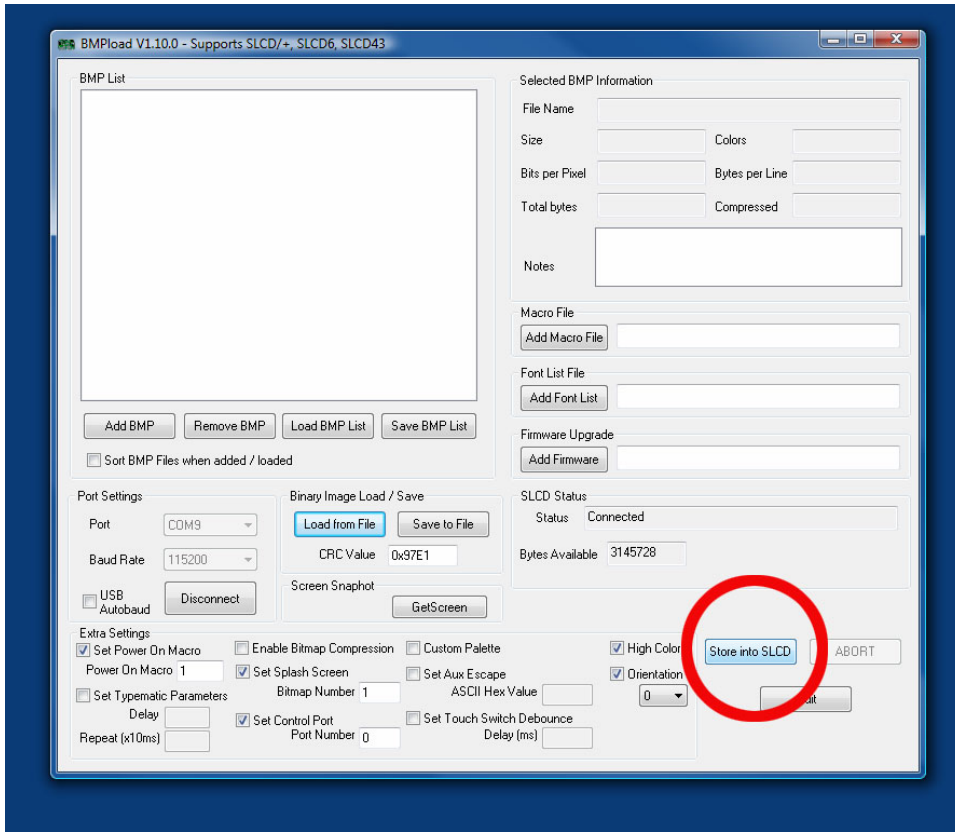 BMPload V1.10.0 - Supports SLCD/+, SLCD6, SLCD43
BMP List
Add BMP Remove BMP Load BMP List Save BMP List
Sort BMP Files when added / loaded
Selected BMP Information
File Name
Size Colors
Bits per Pixel Bytes per Line
Total bytes Compressed
Notes
Macro File
Add Macro File
Font List File
Add Font List
Firmware Upgrade
Add Firmware
Port Settings
Port COM9
Baud Rate 115200
USB
Autobaud
Disconnect
Binary Image Load / Save
Load from File Save to File
CRC Value 0x97E1
Screen Snaphot
GetScreen
SLCD Status
Status Connected
Bytes Available 3145728
Extra Settings
Set Power On Macro
Power On Macro 1
Set Typematic Parameters
Delay
Repeat (x10ms)
Enable Bitmap Compression
Set Splash Screen
Bitmap Number 1
Set Control Port
Port Number 0
Custom Palette
Set Aux Escape
ASCII Hex Value
Set Touch Switch Debounce
Delay (ms)
High Color
Orientation
0
Store into SLCD ABORT